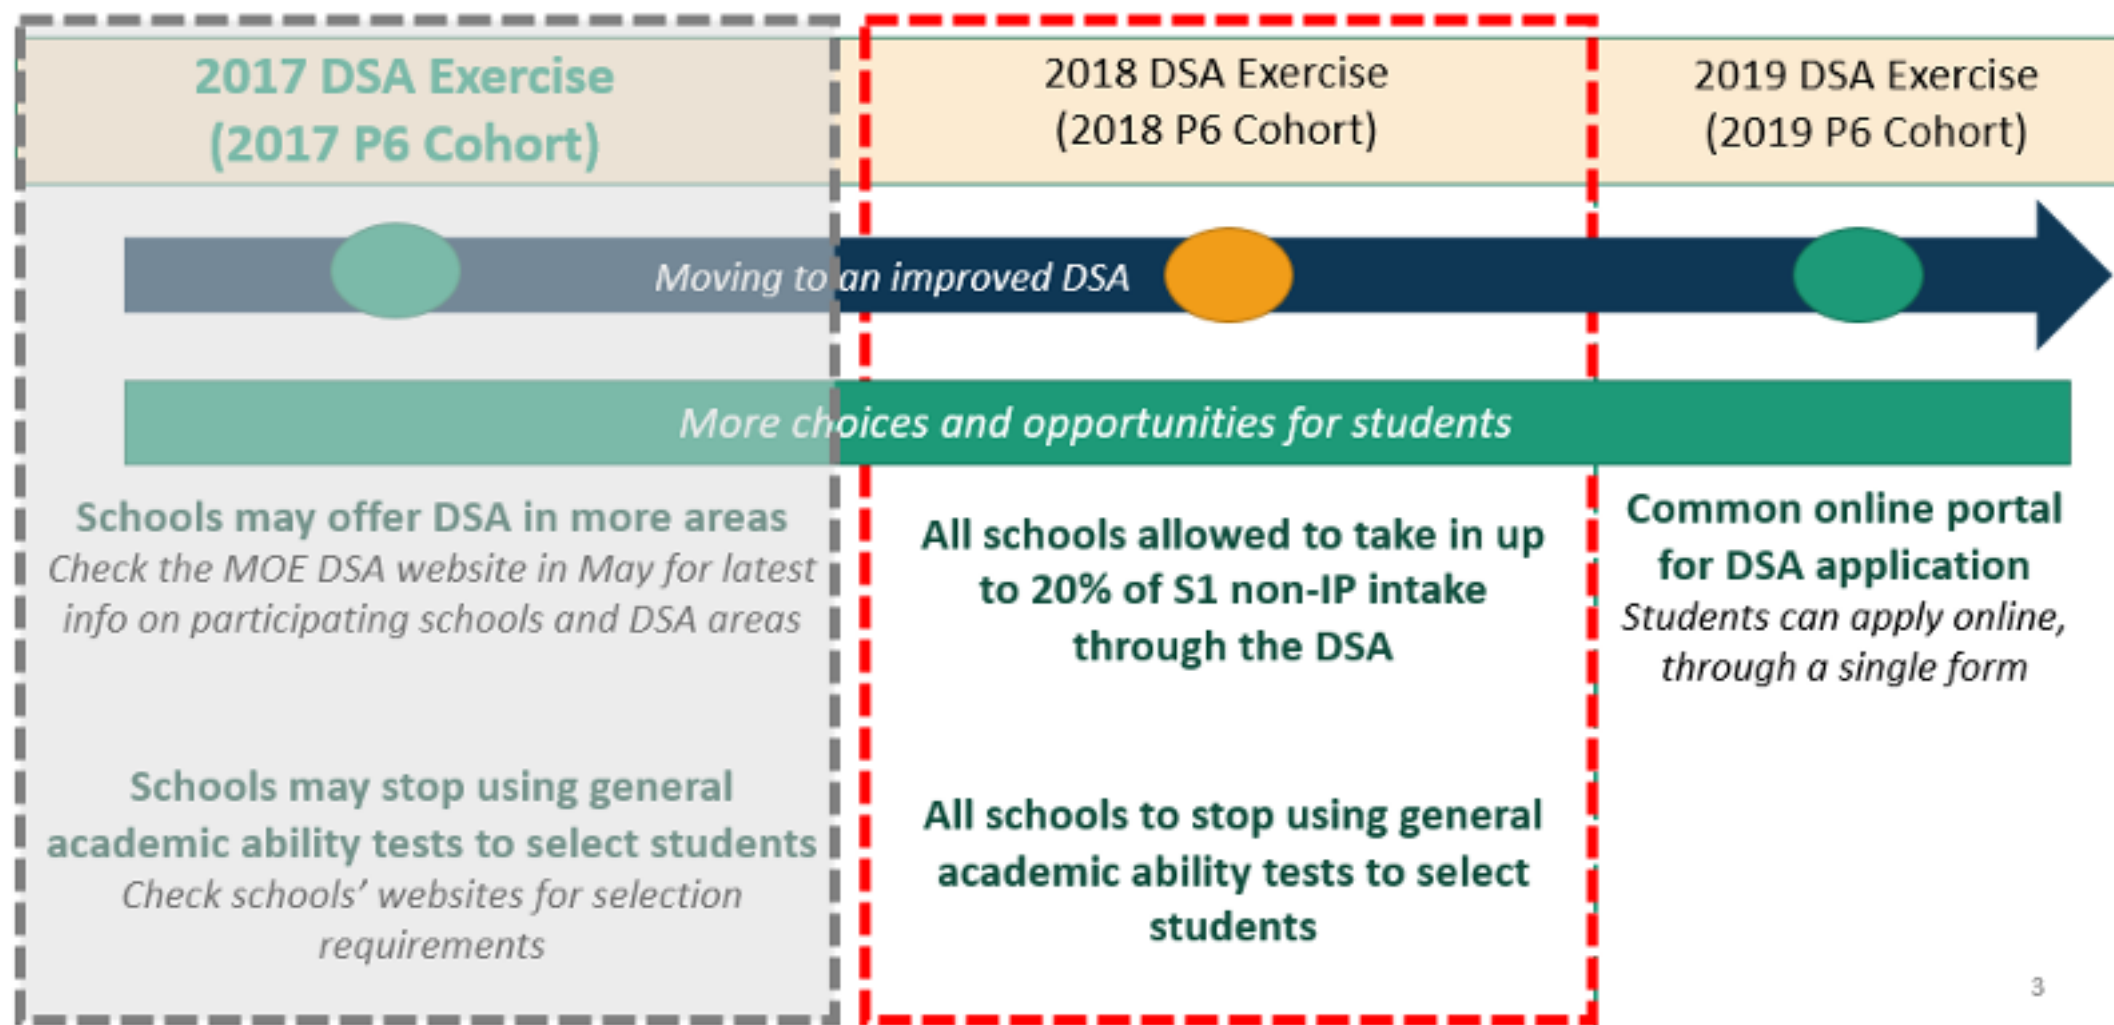 2017 DSA Exercise
(2017 P6 Cohort)
2018 DSA Exercise
(2018 P6 Cohort)
2019 DSA Exercise
(2019 P6 Cohort)
Moving to an improved DSA
More choices and opportunities for students
Schools may offer DSA in more areas
Check the MOE DSA website in May for latest
info on participating schools and DSA areas
Schools may stop using general
academic ability tests to select students
Check schools’ websites for selection
requirements
All schools allowed to take in up
to 20% of S1 non-IP intake
through the DSA
All schools to stop using general
academic ability tests to select
students
Common online portal
for DSA application
Students can apply online,
through a single form
3